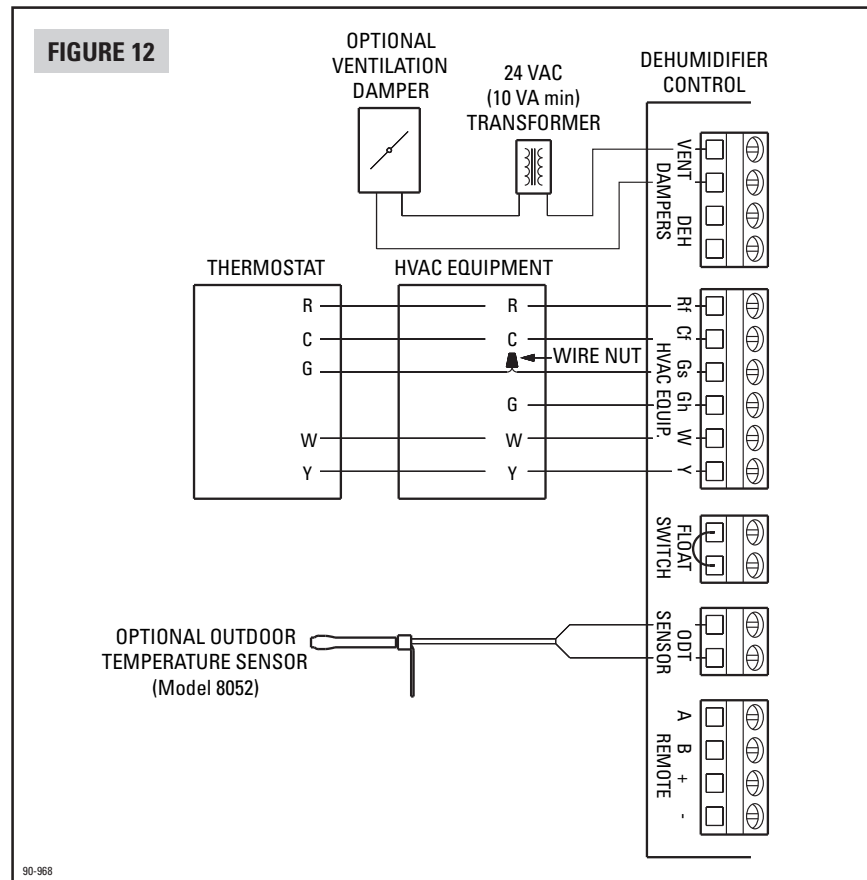 FIGURE 12
OPTIONAL
VENTILATION
DAMPER
24 VAC
(10 VA min)
TRANSFORMER
DEHUMIDIFIER
CONTROL
VENT
DEH
DAMPERS
THERMOSTAT
HVAC EQUIPMENT
R
R
Rf
C
C
Cf
WIRE NUT
G
Gs
G
Gh
W
W
W
Y
Y
Y
HVAC EQUIP.
FLOAT
SWITCH
OPTIONAL OUTDOOR
TEMPERATURE SENSOR
(Model 8052)
ODT
SENSOR
A
B
+
-
REMOTE
90-968